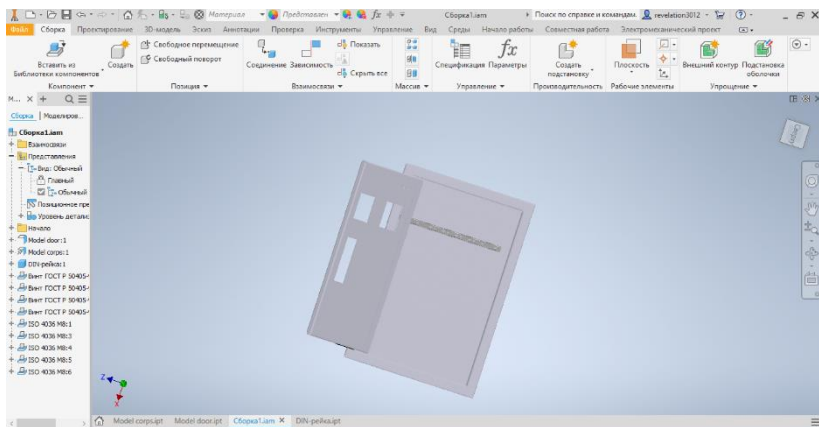 Материал
Представлен
fx
Сборка1.iam
Поиск по справке и командам.
revelation3012
Файл Сборка Проектирование 3D-модель Эскиз Аннотации Проверка Инструменты Управление Вид Среды Начало работы Совместная работа Электромеханический проект
Вставить из
Библиотеки компонентов
Создать
Свободное перемещение
Свободный поворот
Соединение Зависимость
Показать
Скрыть все
Спецификация Параметры
Создать
подстановку
Плоскость
Внешний контур Подстановка
оболочки
Компонент Позиция Взаимосвязи Массив Управление Производительность Рабочие элементы Упрощение
М...
Сборка Моделиров...
Сборка1.iam
Взаимосвязи
Представления
Вид: Обычный
Главный
Обычный
Позиционное пре
Уровень деталис
Начало
Model door:1
Model corps:1
DIN-рейка:1
Винт ГОСТ Р 50405-
Винт ГОСТ Р 50405-
Винт ГОСТ Р 50405-
Винт ГОСТ Р 50405-
ISO 4036 M8:1
ISO 4036 M8:3
ISO 4036 M8:4
ISO 4036 M8:5
ISO 4036 M8:6
Z
X
Model corps.ipt Model door.ipt Сборка1.iam DIN-рейка.ipt